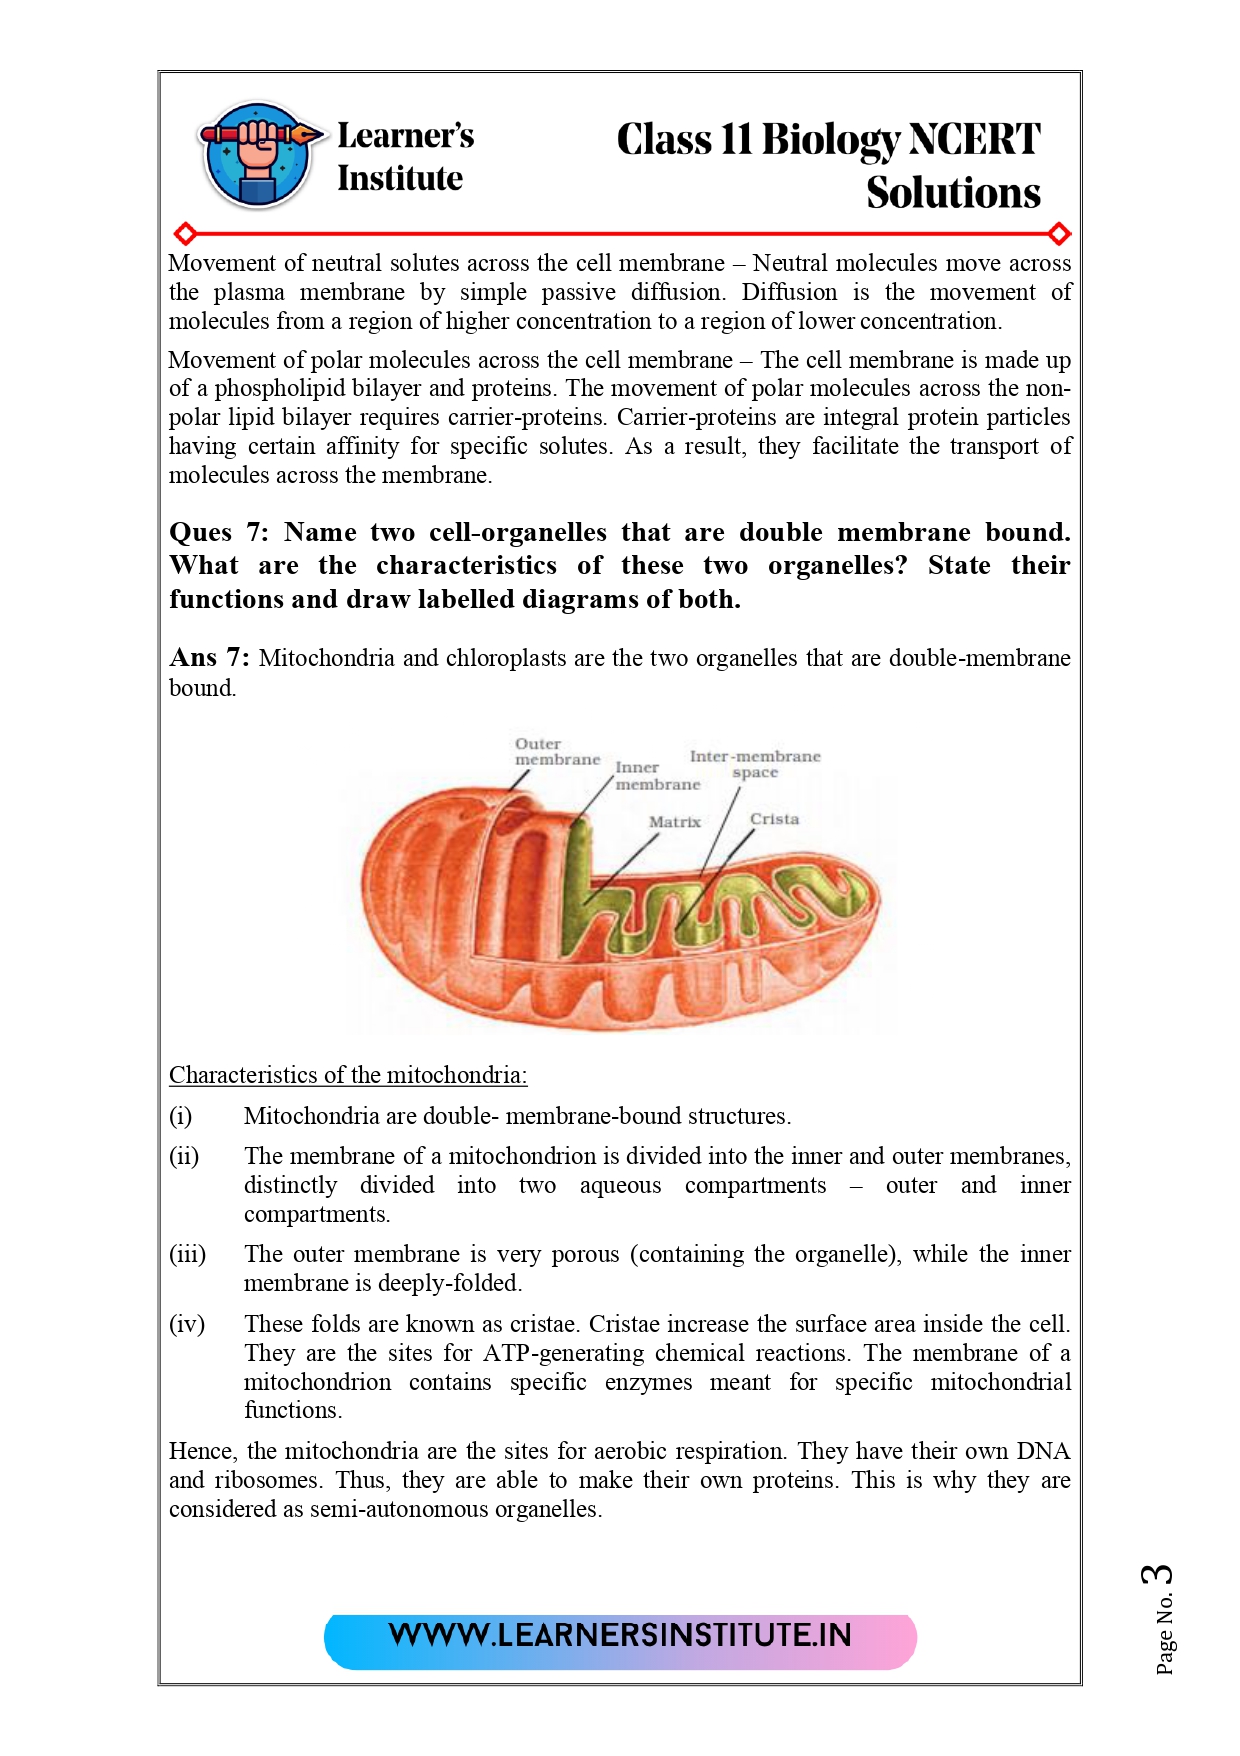 Learner's
Institute
Class 11 Biology NCERT
Solutions
Movement of neutral solutes across the cell membrane – Neutral molecules move across
the plasma membrane by simple passive diffusion. Diffusion is the movement of
molecules from a region of higher concentration to a region of lower concentration.
Movement of polar molecules across the cell membrane – The cell membrane is made up
of a phospholipid bilayer and proteins. The movement of polar molecules across the non-
polar lipid bilayer requires carrier-proteins. Carrier-proteins are integral protein particles
having certain affinity for specific solutes. As a result, they facilitate the transport of
molecules across the membrane.
Ques 7: Name two cell-organelles that are double membrane bound.
What are the characteristics of these two organelles? State their
functions and draw labelled diagrams of both.
Ans 7: Mitochondria and chloroplasts are the two organelles that are double-membrane
bound.
Outer
membrane
Inner
membrane
Inter-membrane
space
Matrix
Crista
Characteristics of the mitochondria:
(i) Mitochondria are double- membrane-bound structures.
(ii) The membrane of a mitochondrion is divided into the inner and outer membranes,
distinctly divided into two aqueous compartments – outer and inner
compartments.
(iii) The outer membrane is very porous (containing the organelle), while the inner
membrane is deeply-folded.
(iv) These folds are known as cristae. Cristae increase the surface area inside the cell.
They are the sites for ATP-generating chemical reactions. The membrane of a
mitochondrion contains specific enzymes meant for specific mitochondrial
functions.
Hence, the mitochondria are the sites for aerobic respiration. They have their own DNA
and ribosomes. Thus, they are able to make their own proteins. This is why they are
considered as semi-autonomous organelles.
WWW.LEARNERSINSTITUTE.IN
Page No. 3